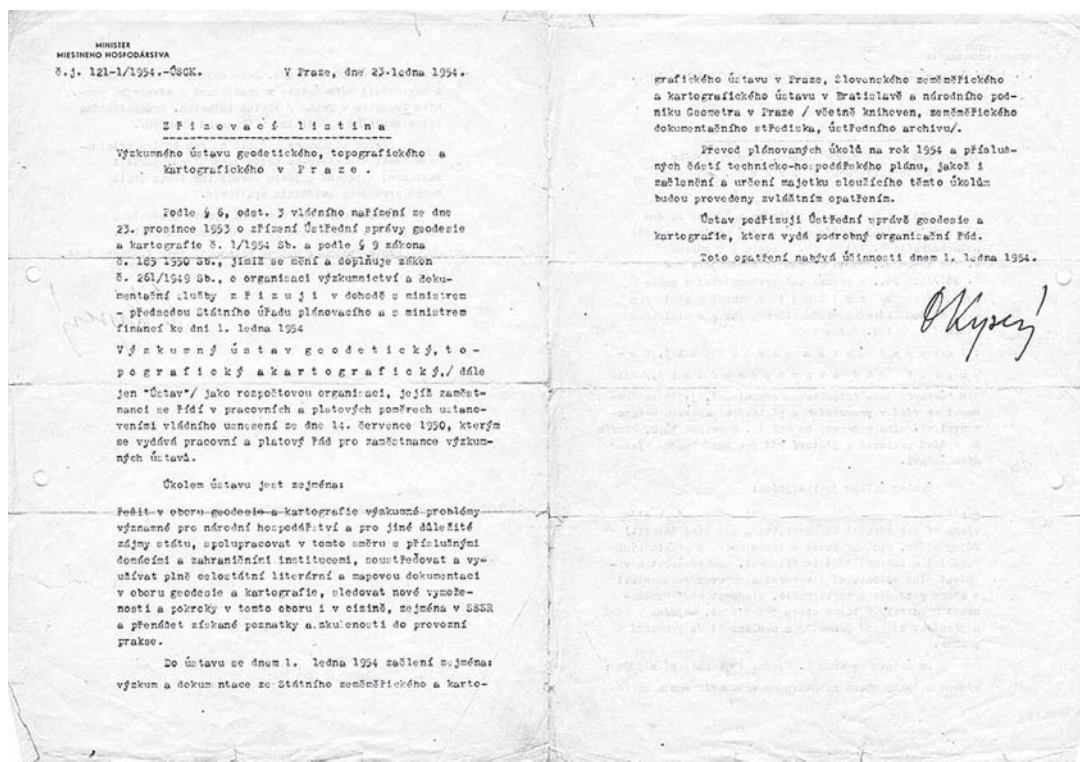 MINISTER
MIESTNEHO HOSPODÁRSTVA
č.j. 121-1/1954.-ÚSGK. V Praze, dne 23.ledna 1954.
Z ř i z o v a c í l i s t i n a
Výzkumného ústavu geodetického, topografického a
kartografického v P r a z e .
Podle § 6, odst. 3 vládního nařízení ze dne
23. prosince 1953 o zřízení Ústřední správy geodesie
a kartografie č. 1/1954 Sb. a podle § 9 zákona
č. 185 1950 Sb., jímž se mění a doplňuje zákon
č. 261/1949 Sb., o organisaci výzkumnictví a doku-
mentační služby z ř i z u j i v dohodě s ministrem
- předsedou Státního úřadu plánovacího a s ministrem
financí ke dni 1. ledna 1954
V ý z k u m n ý ú s t a v g e o d e t i c k ý, t o -
p o g r a f i c k ý a k a r t o g r a f i c k ý,/ dále
jen "Ústav"/ jako rozpočtovou organisaci, jejíž zaměst-
nanci se řídí v pracovních a platových poměrech ustano-
veními vládního usnesení ze dne 14. července 1950, kterým
se vydává pracovní a platový řád pro zaměstnance výzkum-
ných ústavů.
Úkolem ústavu jest zejména:
Řešit v oboru geodesie a kartografie výzkumné problémy
významné pro národní hospodářství a pro jiné důležité
zájmy státu, spolupracovat v tomto směru s příslušnými
domácími a zahraničními institucemi, soustřeďovat a vy-
užívat plně celostátní literární a mapovou dokumentaci
v oboru geodesie a kartografie, sledovat nové vymože-
nosti a pokroky v tomto oboru i v cizině, zejména v SSSR
a přenášet získané poznatky a zkušenosti do provozní
prakse.
Do ústavu se dnem 1. ledna 1954 začlení zejména:
výzkum a dokum ntace ze Státního zeměměřického a karto-
grafického ústavu v Praze, Slovenského zeměměřického
a kartografického ústavu v Bratislavě a národního pod-
niku Geometra v Praze / včetně knihoven, zeměměřického
dokumentačního střediska, ústředního archivu/.
Převod plánovaných úkolů na rok 1954 a přísluš-
ných částí technicko-hospodářského plánu, jakož i
začlenění a určení majetku sloužícího těmto úkolům
budou provedeny zvláštním opatřením.
Ústav podřizuji Ústřední správě geodesie a
kartografie, která vydá podrobný organisační řád.
Toto opatření nabývá účinnosti dnem 1. ledna 1954.